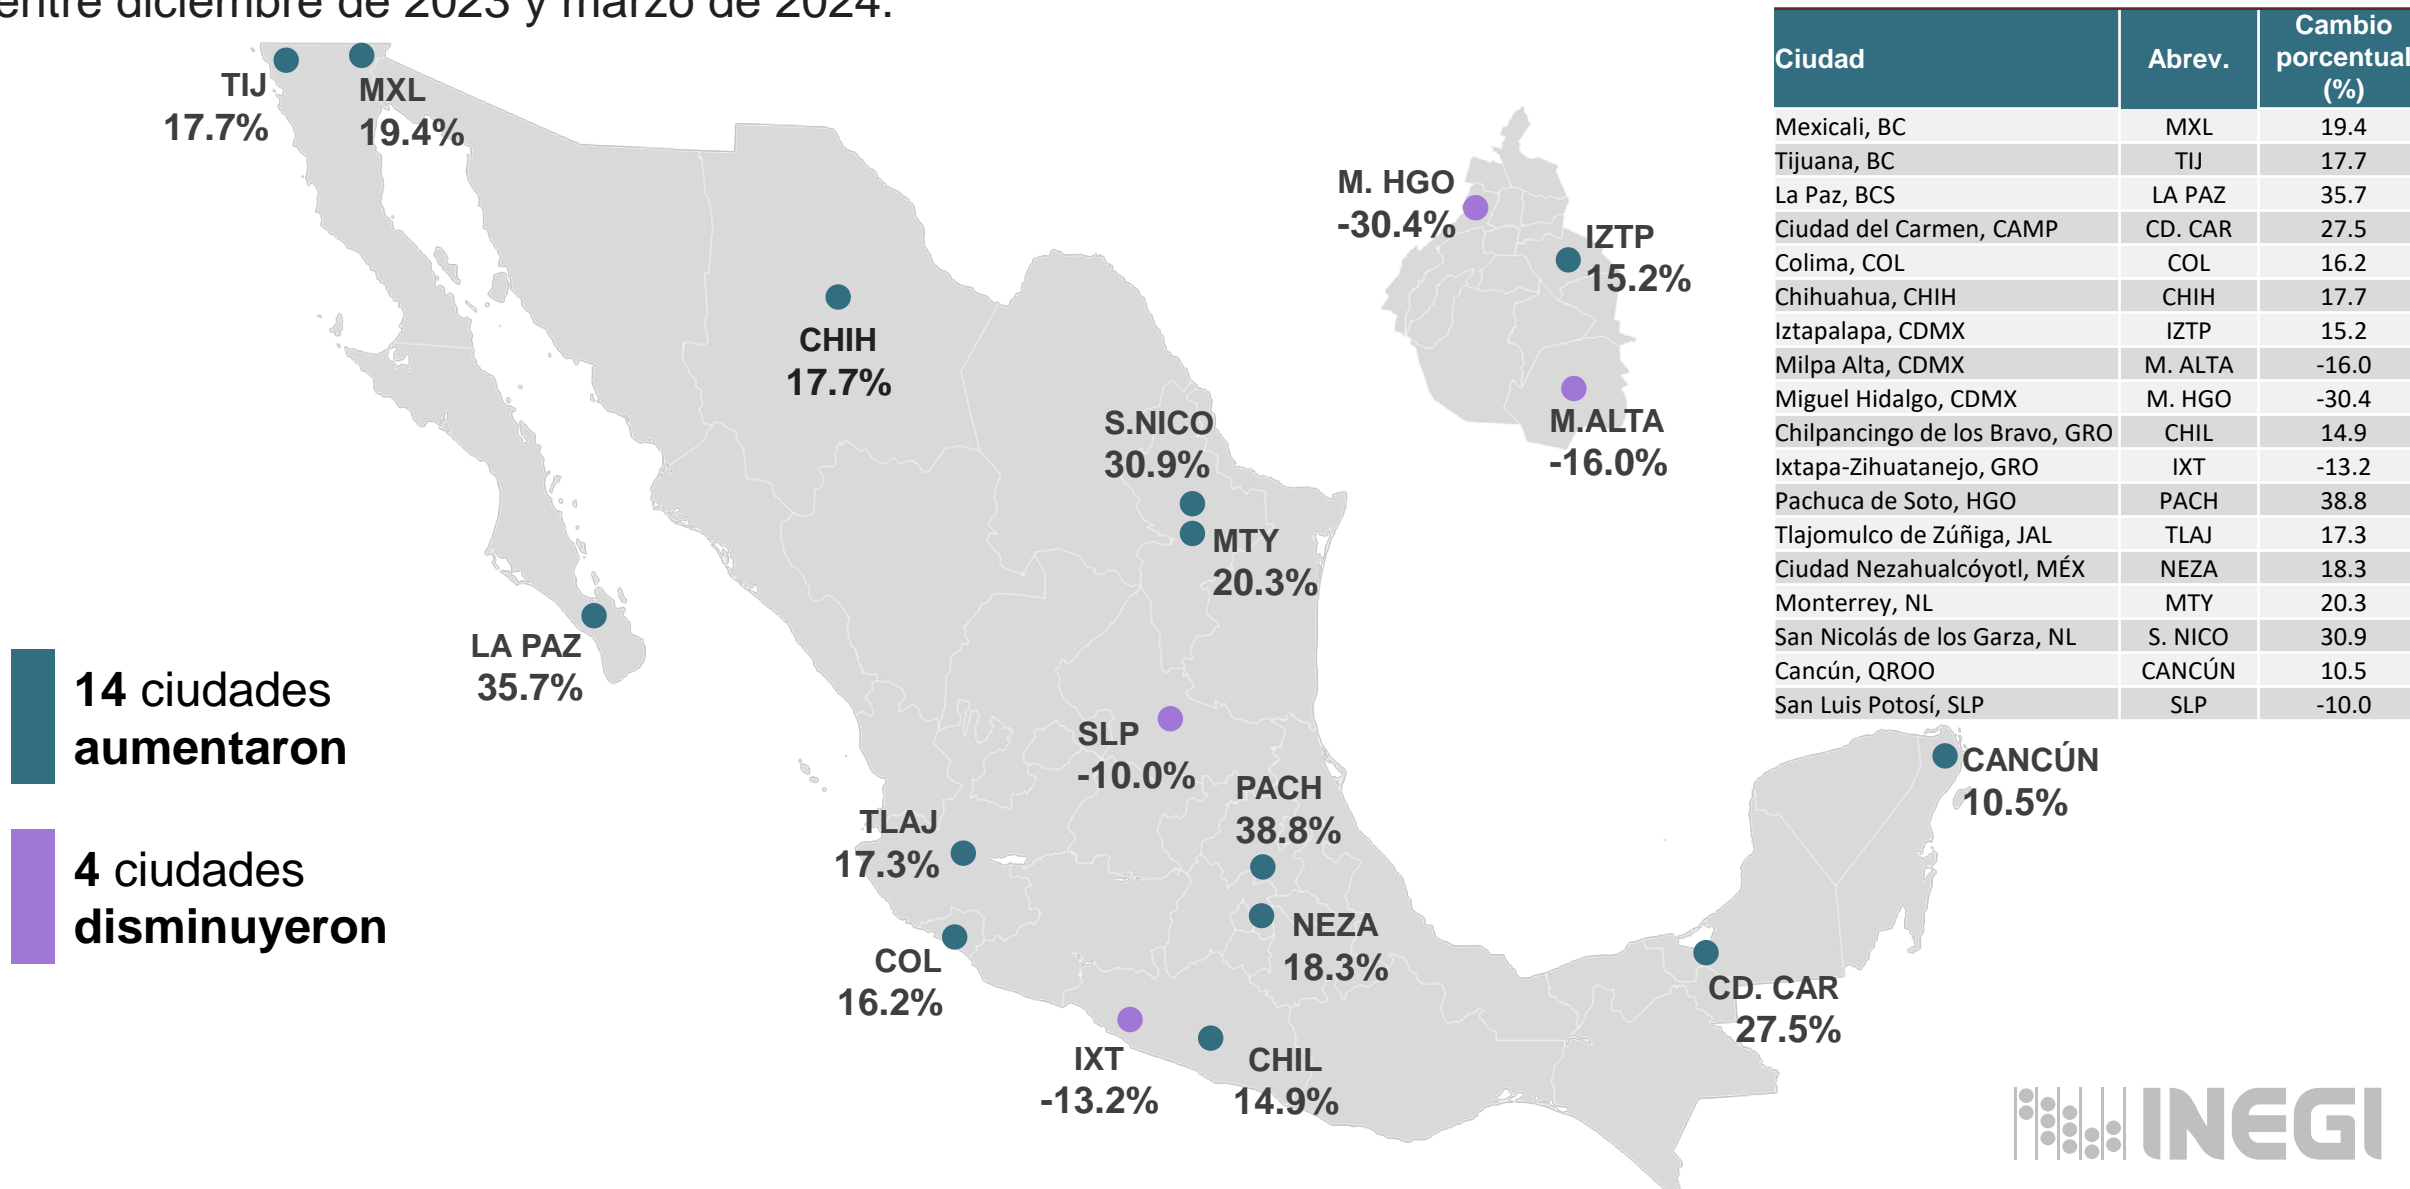 entre diciembre de 2023 y marzo de 2024.
TIJ
17.7%
MXL
19.4%
CHIH
17.7%
LA PAZ
35.7%
S.NICO
30.9%
MTY
20.3%
M. HGO
-30.4%
IZTP
15.2%
M.ALTA
-16.0%
SLP
-10.0%
PACH
38.8%
TLAJ
17.3%
NEZA
18.3%
COL
16.2%
IXT
-13.2%
CHIL
14.9%
CANCÚN
10.5%
CD. CAR
27.5%
14 ciudades
aumentaron
4 ciudades
disminuyeron
Ciudad Abrev. Cambio porcentual (%)
Mexicali, BC MXL 19.4
Tijuana, BC TIJ 17.7
La Paz, BCS LA PAZ 35.7
Ciudad del Carmen, CAMP CD. CAR 27.5
Colima, COL COL 16.2
Chihuahua, CHIH CHIH 17.7
Iztapalapa, CDMX IZTP 15.2
Milpa Alta, CDMX M. ALTA -16.0
Miguel Hidalgo, CDMX M. HGO -30.4
Chilpancingo de los Bravo, GRO CHIL 14.9
Ixtapa-Zihuatanejo, GRO IXT -13.2
Pachuca de Soto, HGO PACH 38.8
Tlajomulco de Zúñiga, JAL TLAJ 17.3
Ciudad Nezahualcóyotl, MÉX NEZA 18.3
Monterrey, NL MTY 20.3
San Nicolás de los Garza, NL S. NICO 30.9
Cancún, QROO CANCÚN 10.5
San Luis Potosí, SLP SLP -10.0
INEGI